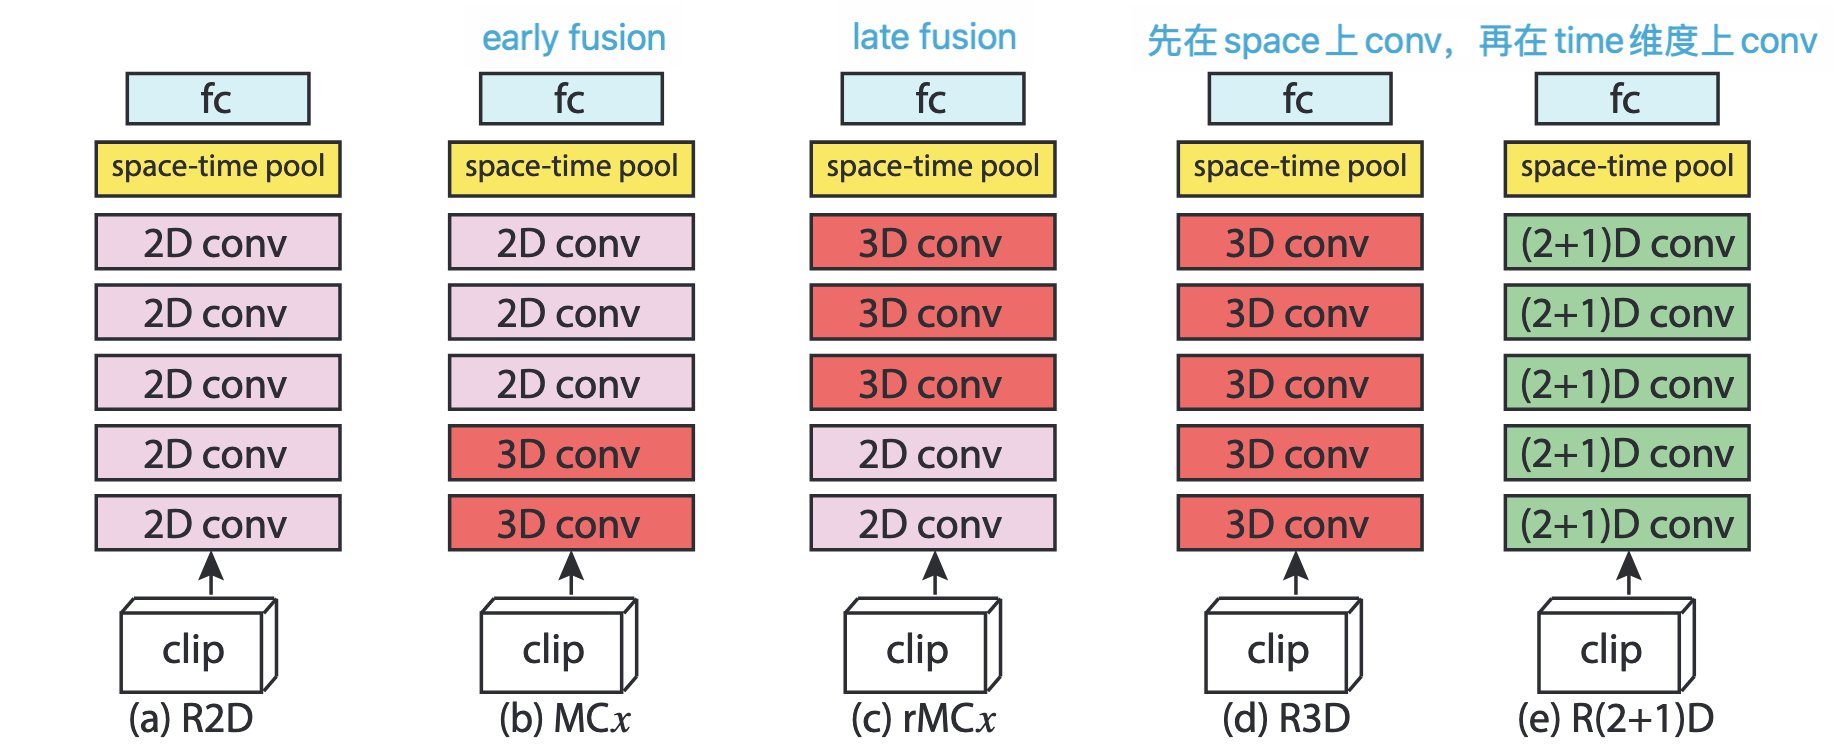 early fusion
late fusion
先在 space 上 conv，再在 time 维度上 conv
fc
fc
fc
fc
fc
space-time pool
space-time pool
space-time pool
space-time pool
space-time pool
2D conv
2D conv
3D conv
3D conv
(2+1)D conv
2D conv
2D conv
3D conv
3D conv
(2+1)D conv
2D conv
2D conv
3D conv
3D conv
(2+1)D conv
2D conv
3D conv
2D conv
3D conv
(2+1)D conv
2D conv
3D conv
2D conv
3D conv
(2+1)D conv
clip
clip
clip
clip
clip
(a) R2D
(b) MCx
(c) rMCx
(d) R3D
(e) R(2+1)D